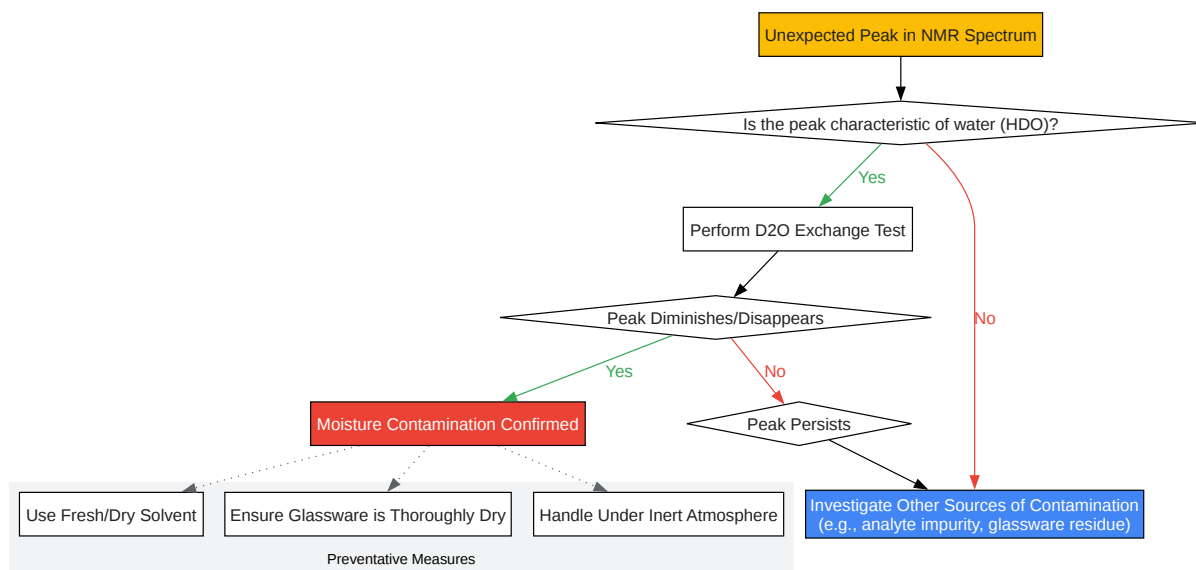 Unexpected Peak in NMR Spectrum
Is the peak characteristic of water (HDO)?
Yes
No
Perform D2O Exchange Test
Peak Diminishes/Disappears
Yes
No
Moisture Contamination Confirmed
Peak Persists
Use Fresh/Dry Solvent
Ensure Glassware is Thoroughly Dry
Handle Under Inert Atmosphere
Investigate Other Sources of Contamination
(e.g., analyte impurity, glassware residue)
Preventative Measures